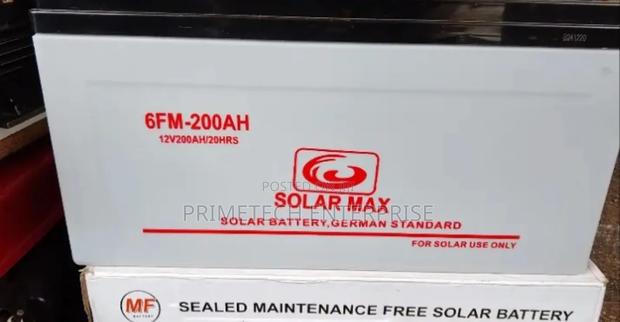 6FM-200AH
12V200AH/20HRS
SOLAR MAX
POSTED ON
PRIMETECH ENTERPRISE
SOLAR BATTERY,GERMAN STANDARD
FOR SOLAR USE ONLY
MF
BATTERY
SEALED MAINTENANCE FREE SOLAR BATTERY